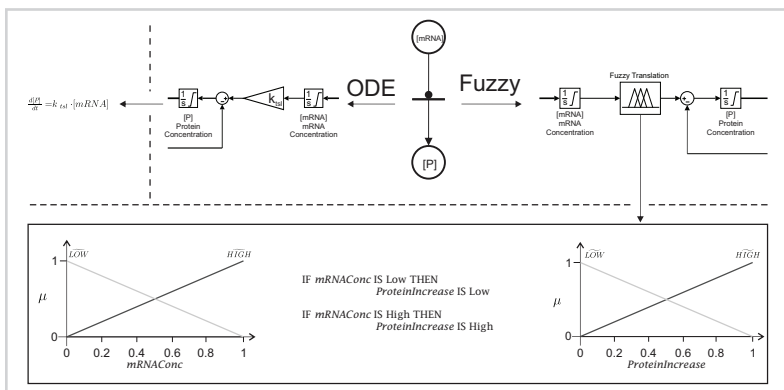 [mRNA]
ODE
Fuzzy
d[P]/dt = k_tsl · [mRNA]
1/s
[P]
Protein
Concentration
+
-
k_tsl
1/s
[mRNA]
mRNA
Concentration
[P]
1/s
[mRNA]
mRNA
Concentration
Fuzzy Translation
+
-
1/s
[P]
Protein
Concentration
LOW
HIGH
1
μ
0
0 0.2 0.4 0.6 0.8 1
mRNAConc
IF mRNAConc IS Low THEN
ProteinIncrease IS Low
IF mRNAConc IS High THEN
ProteinIncrease IS High
LOW
HIGH
1
μ
0
0 0.2 0.4 0.6 0.8 1
ProteinIncrease